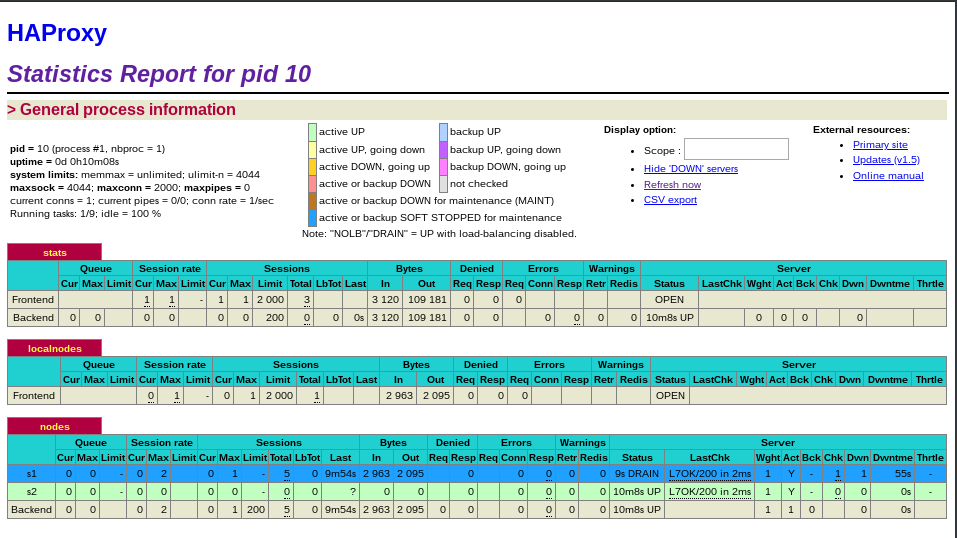 HAProxy
Statistics Report for pid 10
> General process information
pid = 10 (process #1, nbproc = 1)
uptime = 0d 0h10m08s
system limits: memmax = unlimited; ulimit-n = 4044
maxsock = 4044; maxconn = 2000; maxpipes = 0
current conns = 1; current pipes = 0/0; conn rate = 1/sec
Running tasks: 1/9; idle = 100 %
active UP backup UP
active UP, going down backup UP, going down
active DOWN, going up backup DOWN, going up
active or backup DOWN not checked
active or backup DOWN for maintenance (MAINT)
active or backup SOFT STOPPED for maintenance
Note: "NOLB"/"DRAIN" = UP with load-balancing disabled.
Display option:
• Scope :
• Hide 'DOWN' servers
• Refresh now
• CSV export
External resources:
• Primary site
• Updates (v1.5)
• Online manual
stats
Queue Session rate Sessions Bytes Denied Errors Warnings Server
Cur Max Limit Cur Max Limit Cur Max Limit Total LbTot Last In Out Req Resp Req Conn Resp Retr Redis Status LastChk Wght Act Bck Chk Dwn Dwntme Thrtle
Frontend 1 1 - 1 1 2 000 3 3 120 109 181 0 0 0 OPEN
Backend 0 0 0 0 0 0 200 0 0 0s 3 120 109 181 0 0 0 0 0 0 10m8s UP 0 0 0 0
localnodes
Queue Session rate Sessions Bytes Denied Errors Warnings Server
Cur Max Limit Cur Max Limit Cur Max Limit Total LbTot Last In Out Req Resp Req Conn Resp Retr Redis Status LastChk Wght Act Bck Chk Dwn Dwntme Thrtle
Frontend 0 1 - 0 1 2 000 1 2 963 2 095 0 0 0 OPEN
nodes
Queue Session rate Sessions Bytes Denied Errors Warnings Server
Cur Max Limit Cur Max Limit Cur Max Limit Total LbTot Last In Out Req Resp Req Conn Resp Retr Redis Status LastChk Wght Act Bck Chk Dwn Dwntme Thrtle
s1 0 0 - 0 2 0 1 - 5 0 9m54s 2 963 2 095 0 0 0 0 0 9s DRAIN L7OK/200 in 2ms 1 Y - 1 1 55s -
s2 0 0 - 0 0 0 0 - 0 0 ? 0 0 0 0 0 0 0 10m8s UP L7OK/200 in 2ms 1 Y - 0 0 0s -
Backend 0 0 0 2 0 1 200 5 0 9m54s 2 963 2 095 0 0 0 0 0 0 10m8s UP 1 1 0 0 0s